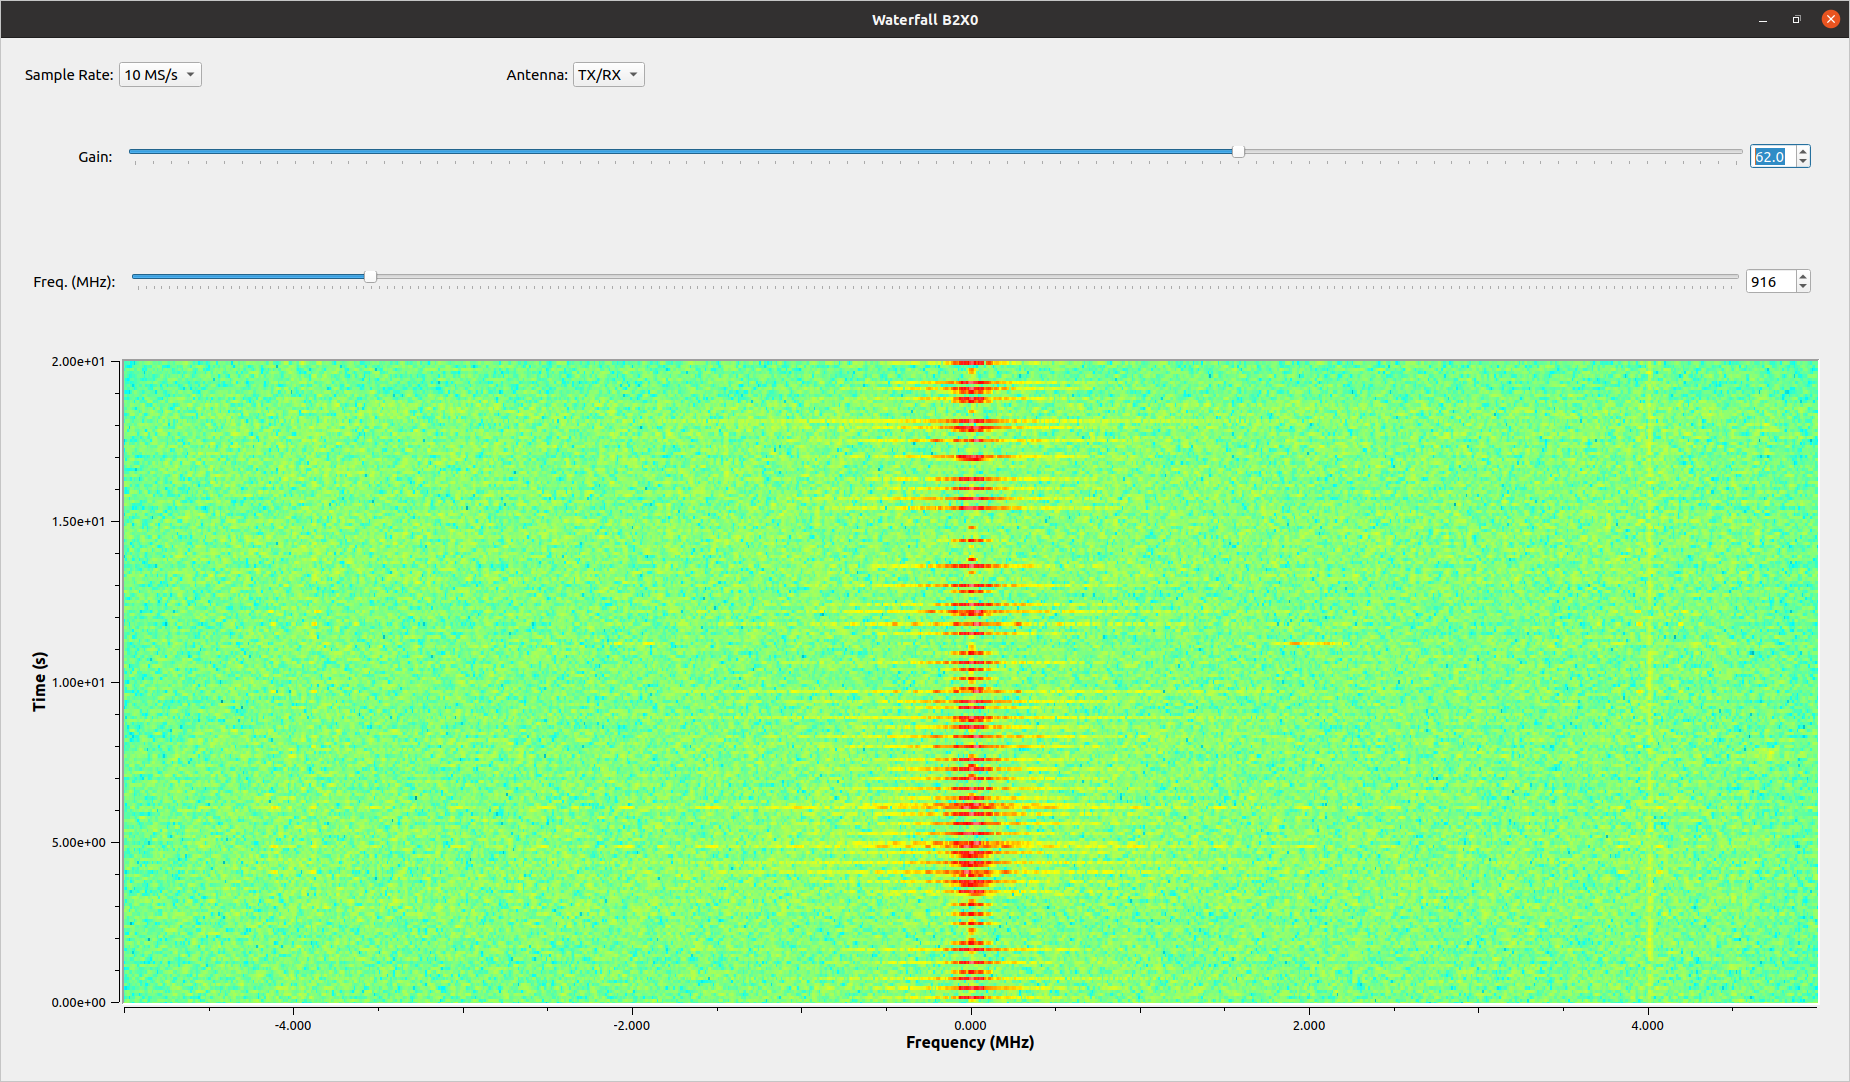 Waterfall B2X0
Sample Rate: 10 MS/s Antenna: TX/RX
Gain: 62.0
Freq. (MHz): 916
2.00e+01
1.50e+01
1.00e+01
5.00e+00
0.00e+00
Time (s)
-4.000 -2.000 0.000 2.000 4.000
Frequency (MHz)